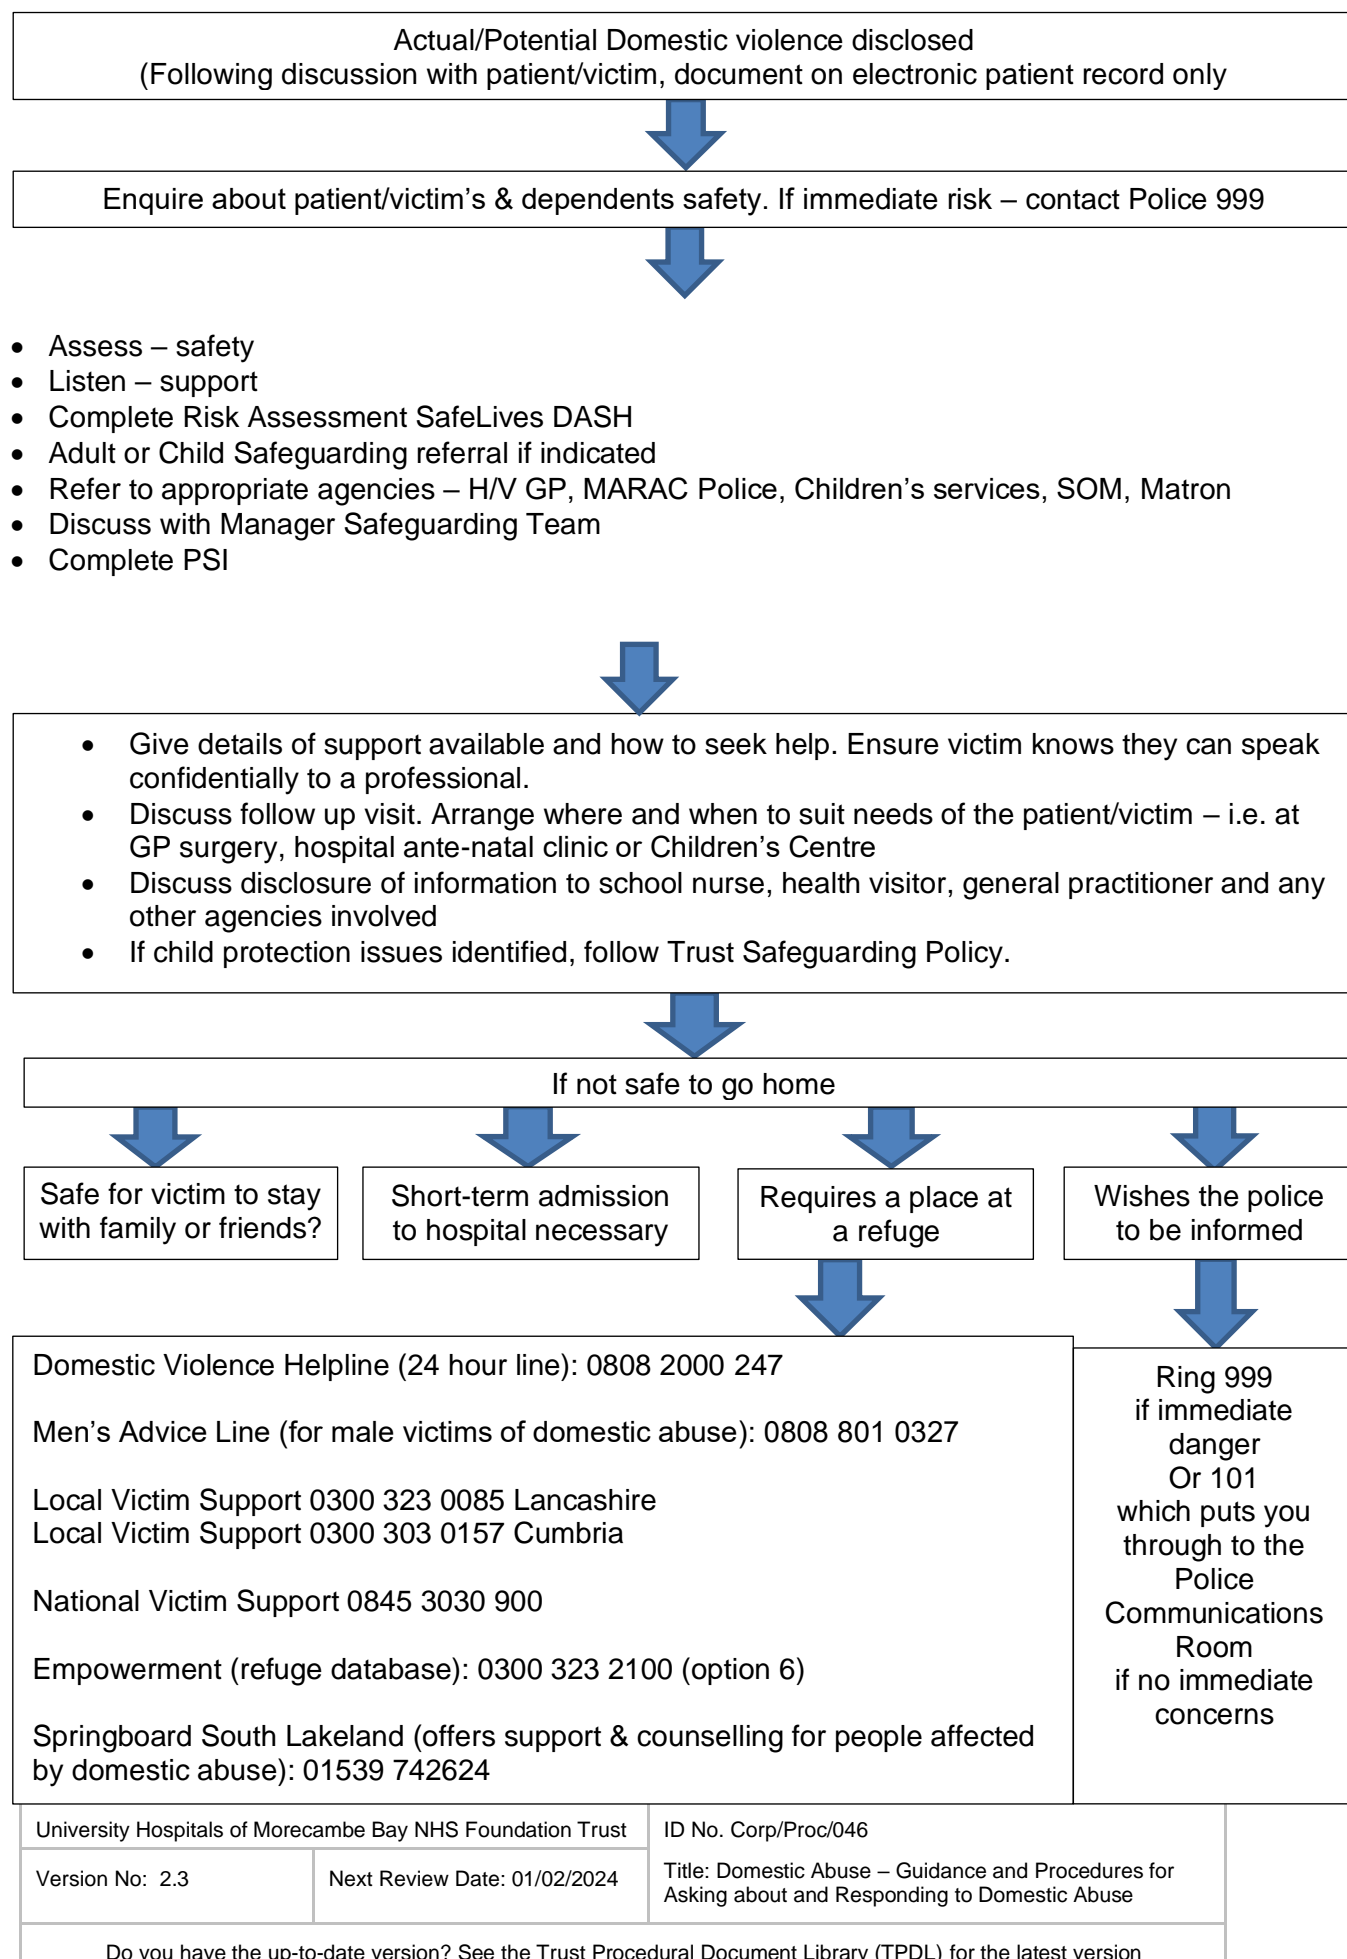 Actual/Potential Domestic violence disclosed
(Following discussion with patient/victim, document on electronic patient record only
Enquire about patient/victim's & dependents safety. If immediate risk – contact Police 999
• Assess – safety
• Listen – support
• Complete Risk Assessment SafeLives DASH
• Adult or Child Safeguarding referral if indicated
• Refer to appropriate agencies – H/V GP, MARAC Police, Children's services, SOM, Matron
• Discuss with Manager Safeguarding Team
• Complete PSI
• Give details of support available and how to seek help. Ensure victim knows they can speak
confidentially to a professional.
• Discuss follow up visit. Arrange where and when to suit needs of the patient/victim – i.e. at
GP surgery, hospital ante-natal clinic or Children's Centre
• Discuss disclosure of information to school nurse, health visitor, general practitioner and any
other agencies involved
• If child protection issues identified, follow Trust Safeguarding Policy.
If not safe to go home
Safe for victim to stay
with family or friends?
Short-term admission
to hospital necessary
Requires a place at
a refuge
Wishes the police
to be informed
Domestic Violence Helpline (24 hour line): 0808 2000 247
Men's Advice Line (for male victims of domestic abuse): 0808 801 0327
Local Victim Support 0300 323 0085 Lancashire
Local Victim Support 0300 303 0157 Cumbria
National Victim Support 0845 3030 900
Empowerment (refuge database): 0300 323 2100 (option 6)
Springboard South Lakeland (offers support & counselling for people affected
by domestic abuse): 01539 742624
Ring 999
if immediate
danger
Or 101
which puts you
through to the
Police
Communications
Room
if no immediate
concerns
University Hospitals of Morecambe Bay NHS Foundation Trust
ID No. Corp/Proc/046
Version No: 2.3
Next Review Date: 01/02/2024
Title: Domestic Abuse – Guidance and Procedures for
Asking about and Responding to Domestic Abuse
Do you have the up-to-date version? See the Trust Procedural Document Library (TPDL) for the latest version